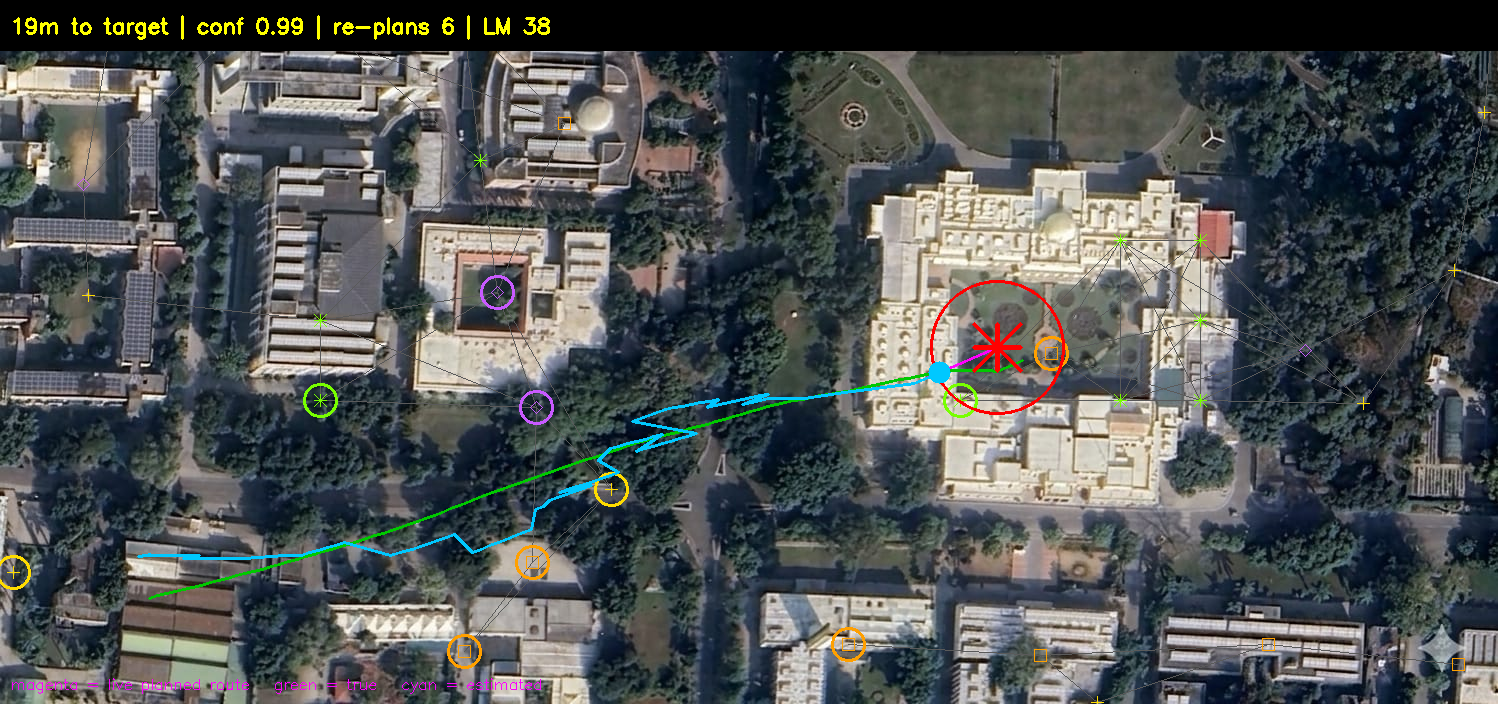 19m to target | conf 0.99 | re-plans 6 | LM 38
magenta = re-planned route green = true cyan = estimated